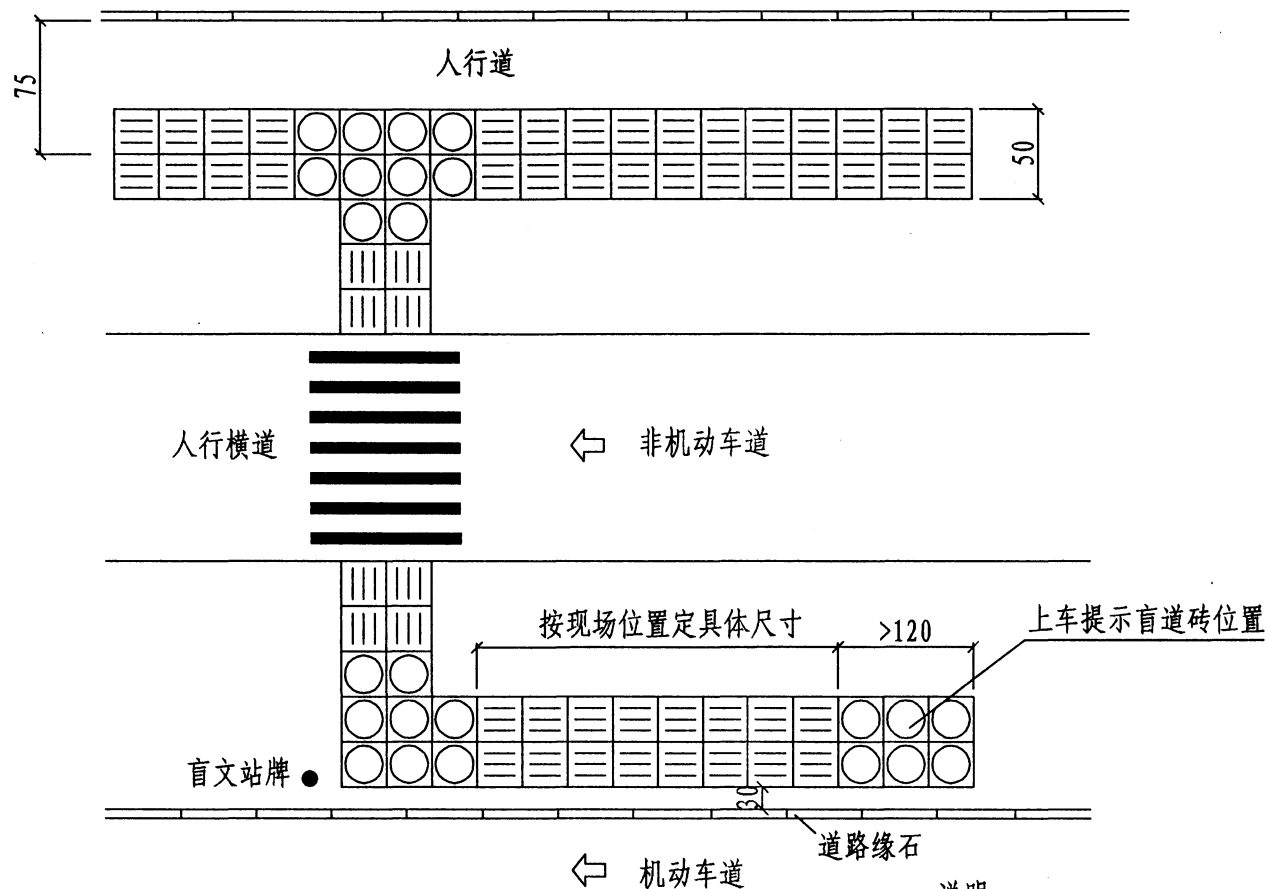 人行道
75
50
人行横道
非机动车道
按现场位置定具体尺寸
>120
上车提示盲道砖位置
盲文站牌
30
道路缘石
机动车道